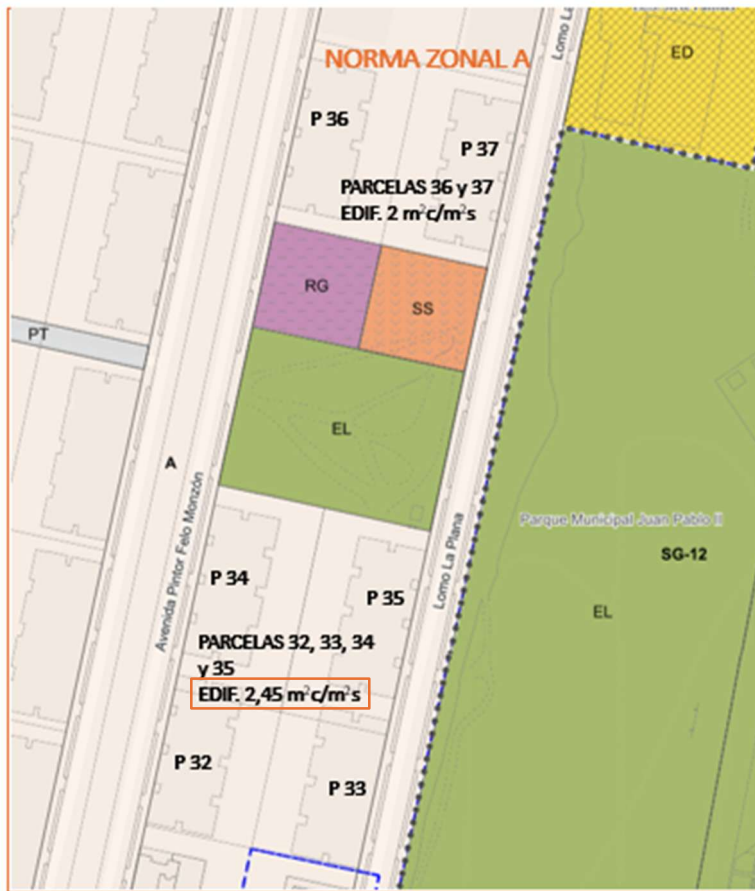 Lomo La
NORMA ZONAL A
ED
P 36
P 37
PARCELAS 36 y 37
EDIF. 2 m²c/m²s
RG
SS
PT
EL
A
Avenida Pintor Felo Monzón
Lomo La Plana
Parque Municipal Juan Pablo II
SG-12
EL
P 34
P 35
PARCELAS 32, 33, 34
y 35
EDIF. 2,45 m²c/m²s
P 32
P 33